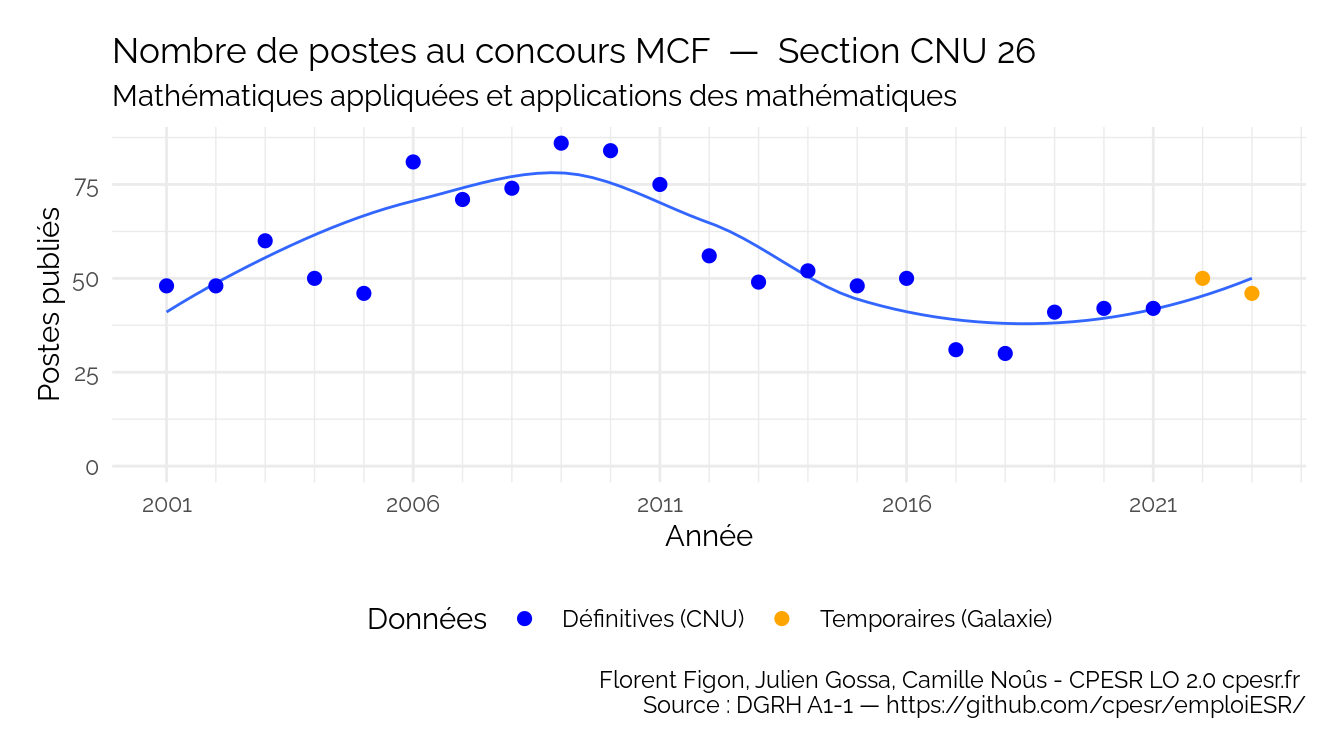 Nombre de postes au concours MCF — Section CNU 26
Mathématiques appliquées et applications des mathématiques
Postes publiés
75
50
25
0
2001 2006 2011 2016 2021
Année
Données Définitives (CNU) Temporaires (Galaxie)
Florent Figon, Julien Gossa, Camille Noûs - CPESR LO 2.0 cpesr.fr
Source : DGRH A1-1 — https://github.com/cpesr/emploiESR/